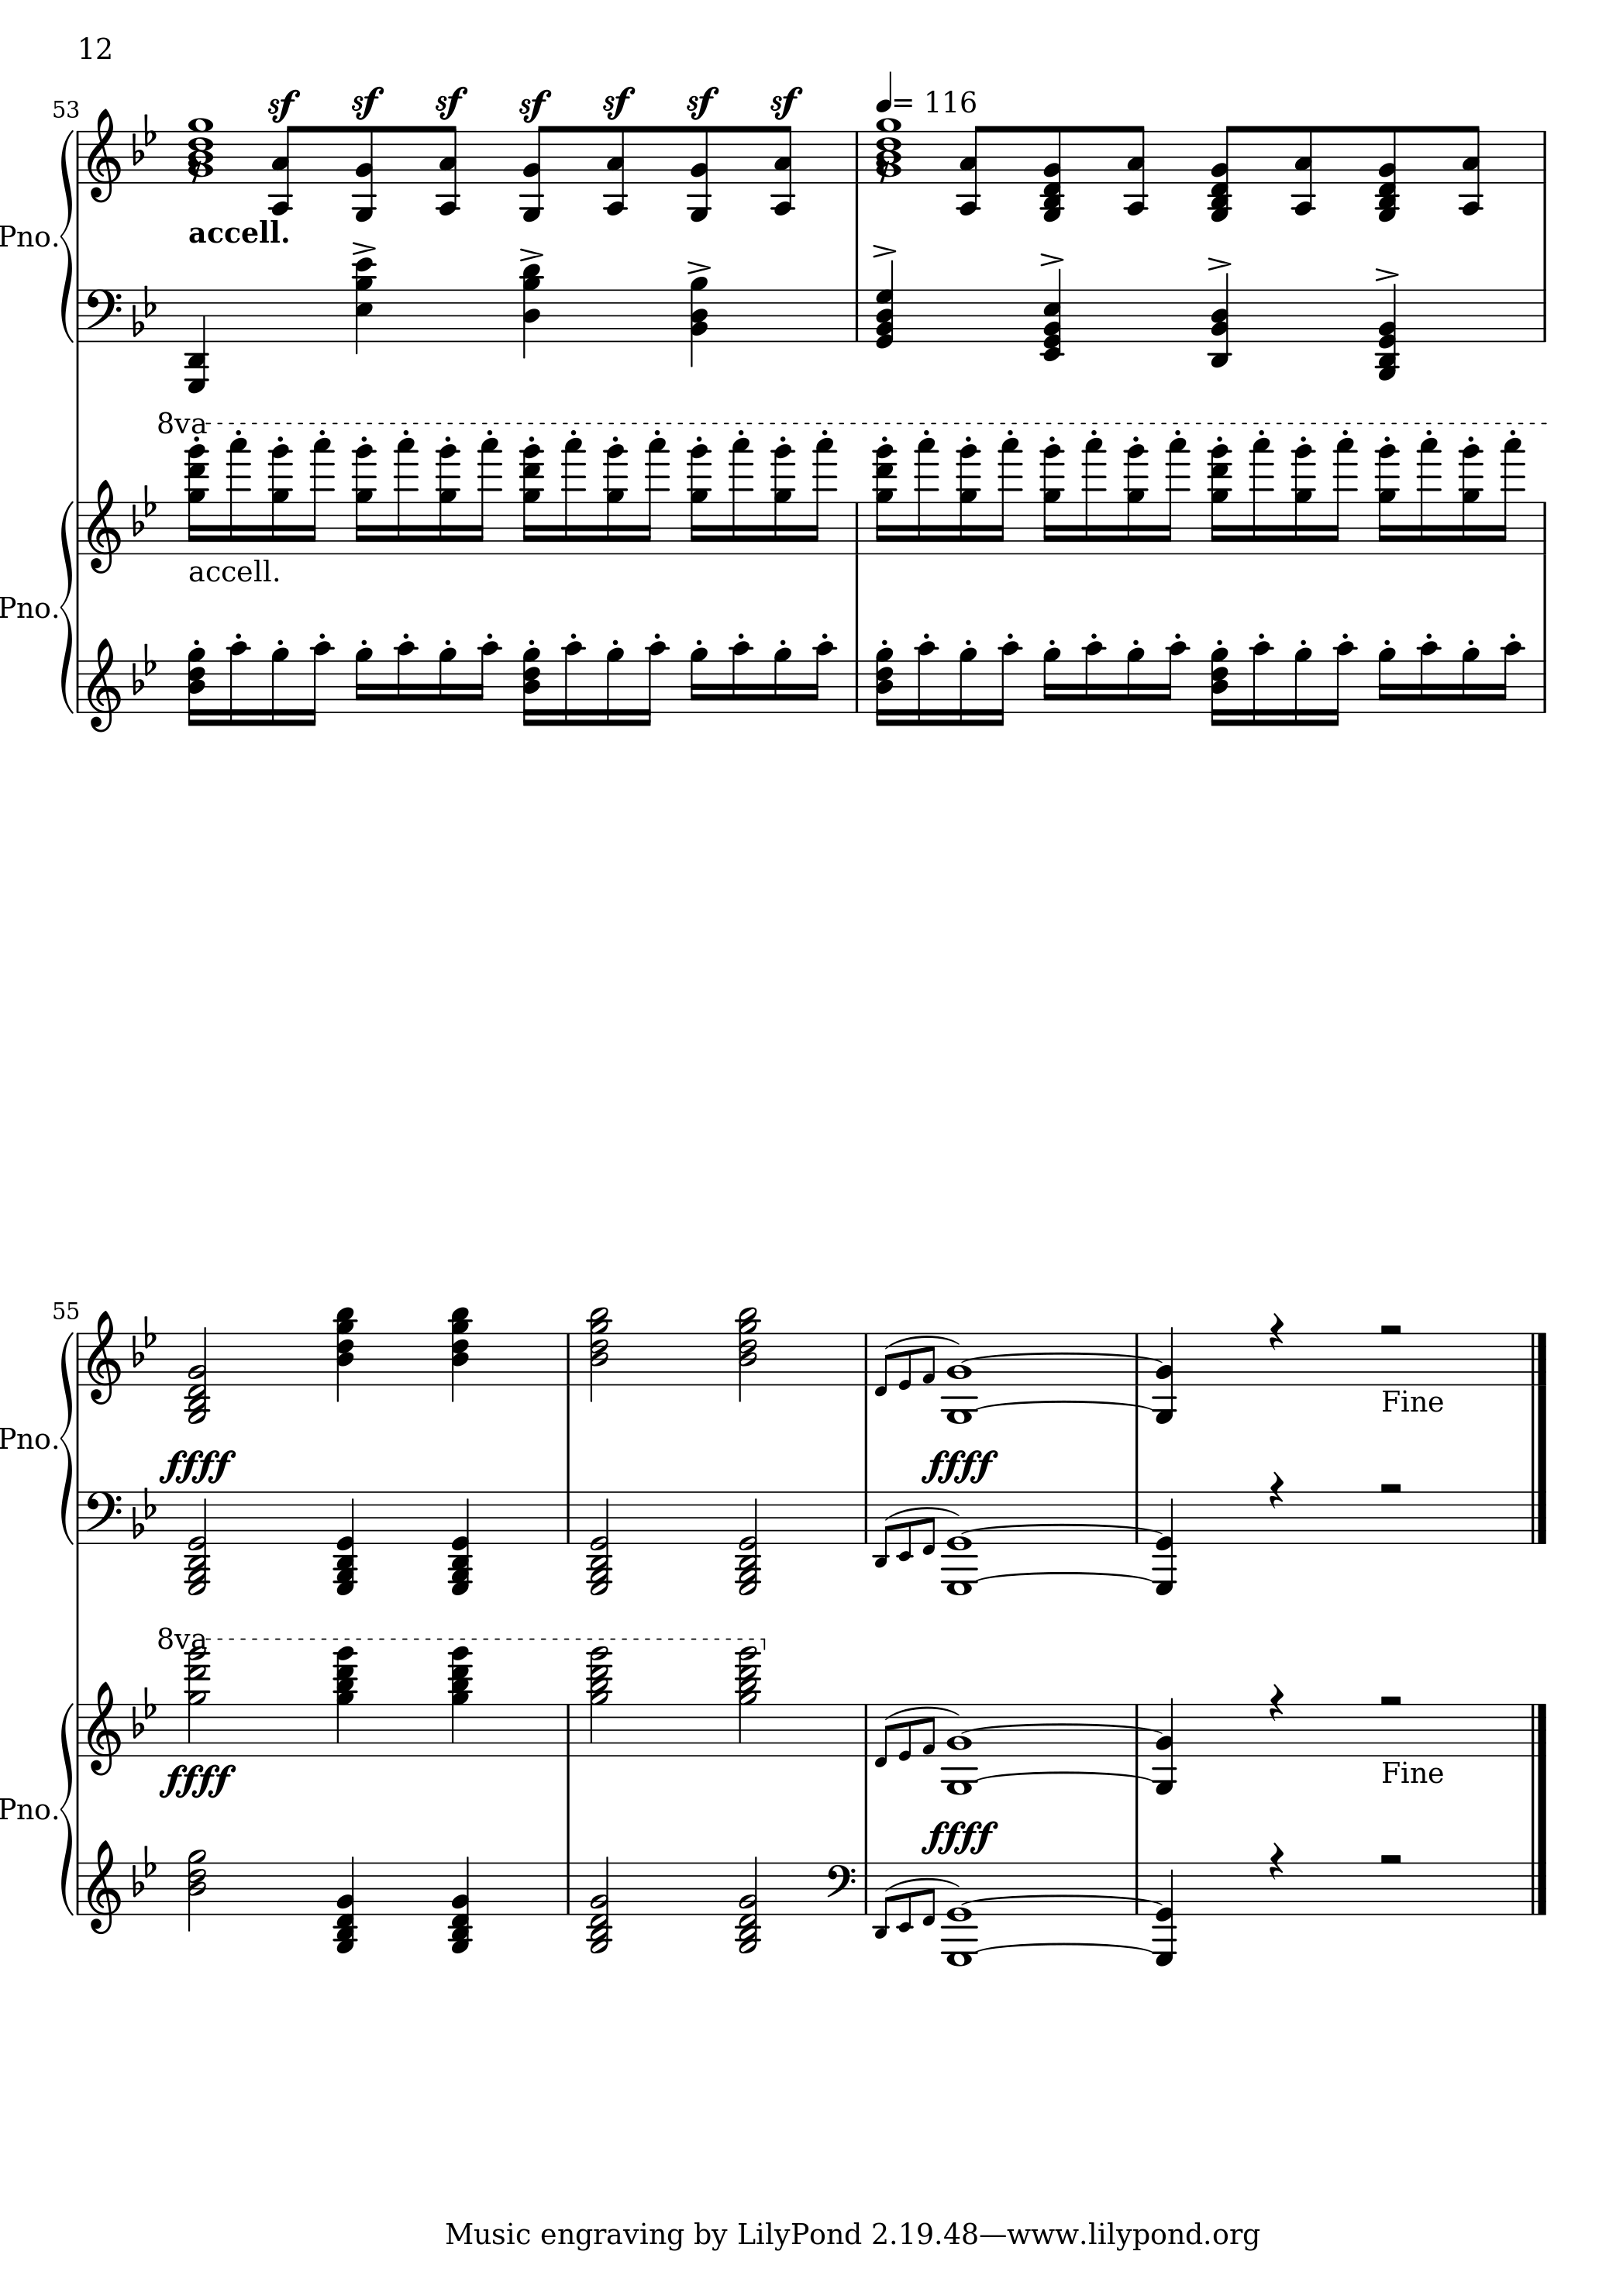 12
53
sf sf sf sf sf sf sf
= 116
Pno.
accell.
8va
accell.
Pno.
55
Pno.
Fine
ffff ffff
8va
ffff
Fine
Pno.
ffff
Music engraving by LilyPond 2.19.48—www.lilypond.org